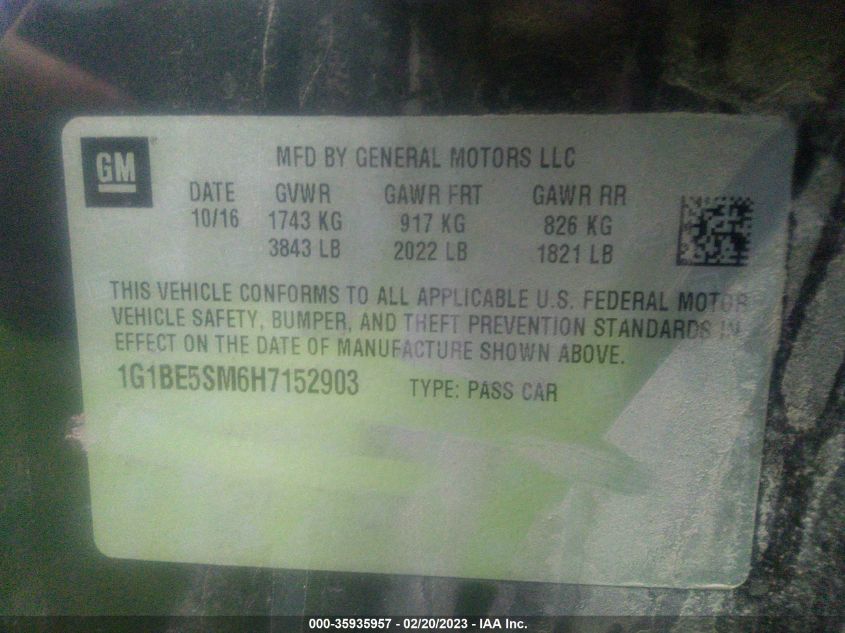 GM
MFD BY GENERAL MOTORS LLC
DATE GVWR GAWR FRT GAWR RR
10/16 1743 KG 917 KG 826 KG
3843 LB 2022 LB 1821 LB
THIS VEHICLE CONFORMS TO ALL APPLICABLE U.S. FEDERAL MOTOR
VEHICLE SAFETY, BUMPER, AND THEFT PREVENTION STANDARDS IN
EFFECT ON THE DATE OF MANUFACTURE SHOWN ABOVE.
1G1BE5SM6H7152903 TYPE: PASS CAR
000-35935957 - 02/20/2023 - IAA Inc.